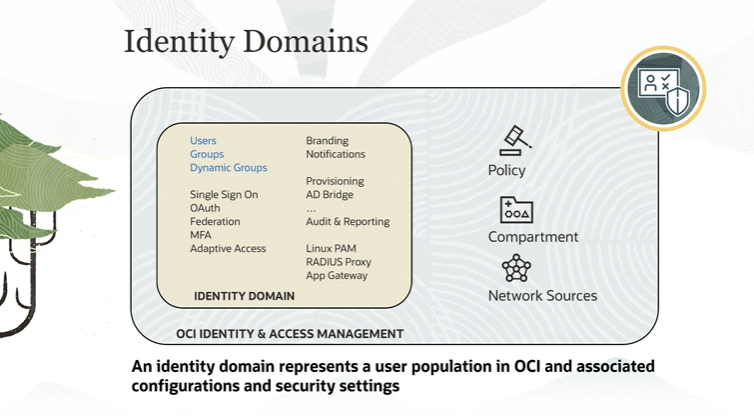 Identity Domains
Users
Groups
Dynamic Groups
Single Sign On
OAuth
Federation
MFA
Adaptive Access
Branding
Notifications
Provisioning
AD Bridge
...
Audit & Reporting
Linux PAM
RADIUS Proxy
App Gateway
IDENTITY DOMAIN
Policy
Compartment
Network Sources
OCI IDENTITY & ACCESS MANAGEMENT
An identity domain represents a user population in OCI and associated
configurations and security settings